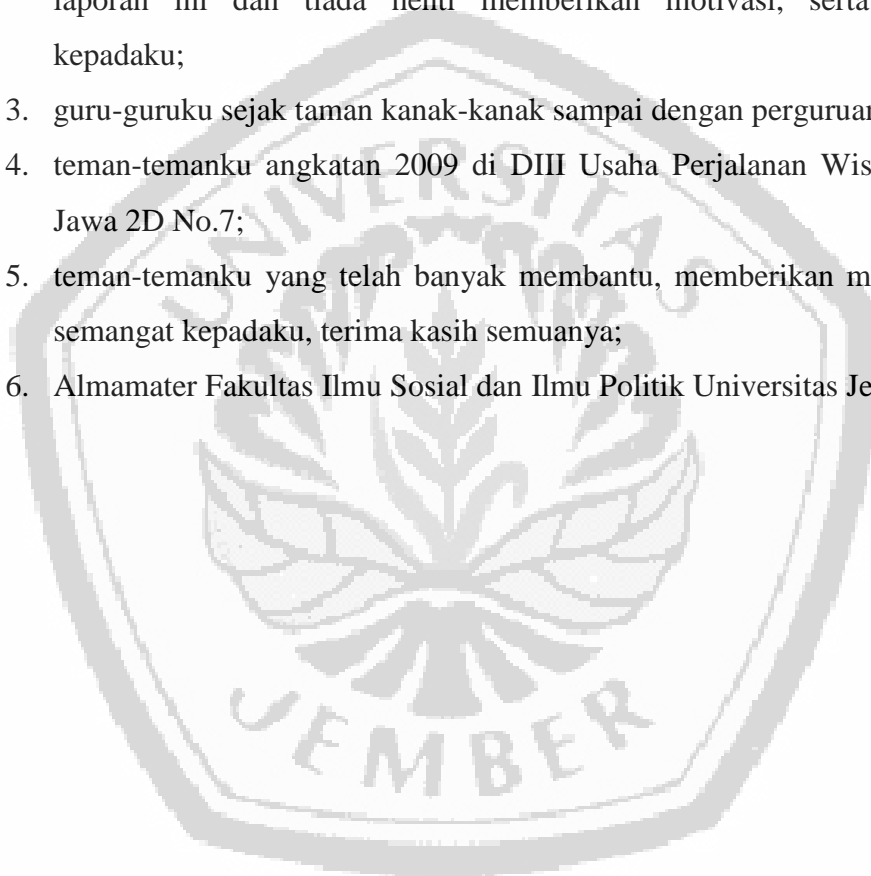 laporan ini dan tiada henti memberikan motivasi, serta
kepadaku;
3. guru-guruku sejak taman kanak-kanak sampai dengan perguruan
4. teman-temanku angkatan 2009 di DIII Usaha Perjalanan Wis
Jawa 2D No.7;
5. teman-temanku yang telah banyak membantu, memberikan m
semangat kepadaku, terima kasih semuanya;
6. Almamater Fakultas Ilmu Sosial dan Ilmu Politik Universitas Je
UNIVERSITAS
JEMBER